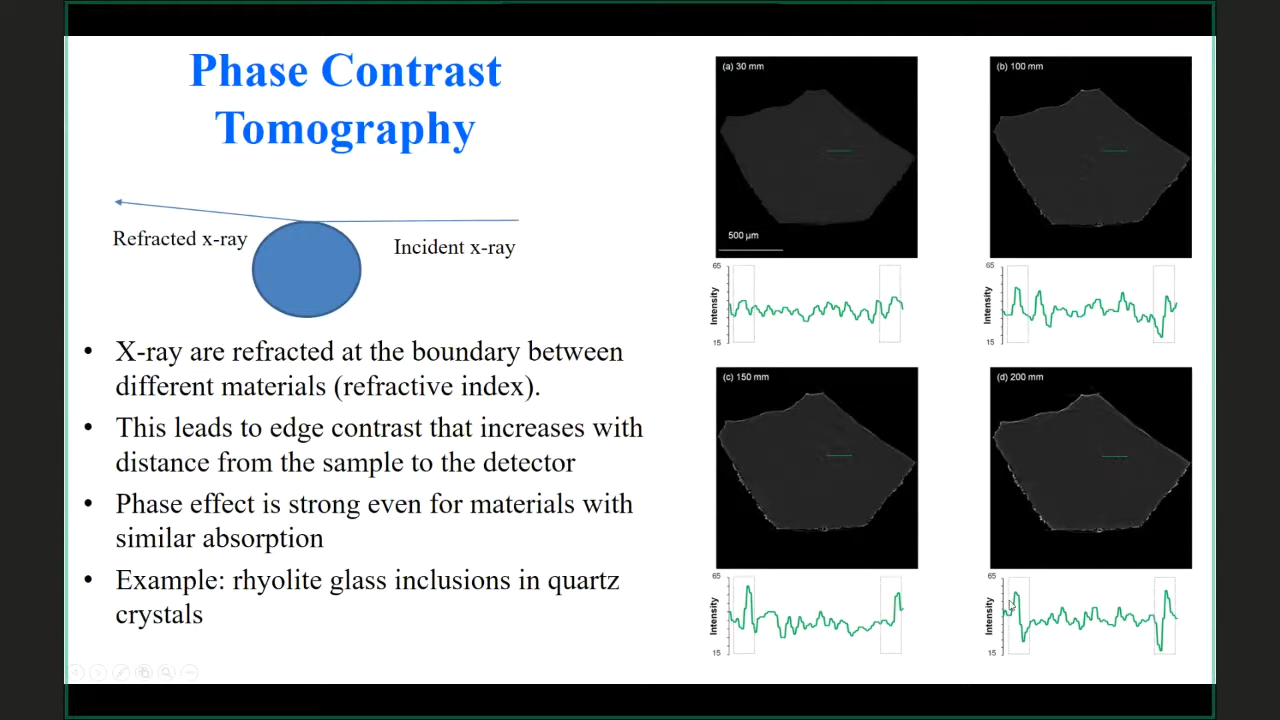 Phase Contrast
Tomography
Refracted x-ray
Incident x-ray
• X-ray are refracted at the boundary between
different materials (refractive index).
• This leads to edge contrast that increases with
distance from the sample to the detector
• Phase effect is strong even for materials with
similar absorption
• Example: rhyolite glass inclusions in quartz
crystals
(a) 30 mm
500 µm
65
Intensity
15
(b) 100 mm
65
Intensity
15
(c) 150 mm
65
Intensity
15
(d) 200 mm
65
Intensity
15